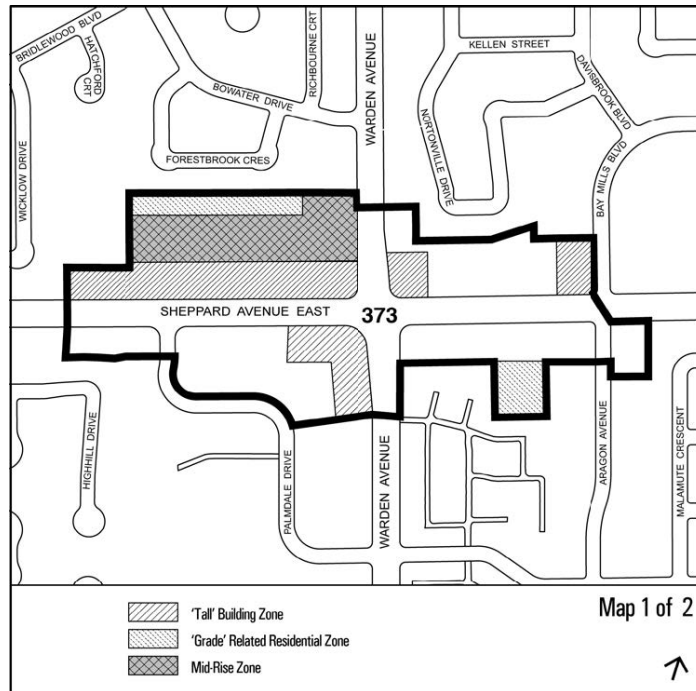 BRIDLEWOOD BLVD
HATCHFORD
CRT
RICHBOURNE CRT
WARDEN AVENUE
KELLEN STREET
DAVISBROOK BLVD
BOWATER DRIVE
NORTONVILLE DRIVE
WICKLOW DRIVE
FORESTBROOK CRES
BAY MILLS BLVD
SHEPPARD AVENUE EAST
373
HIGHHILL DRIVE
PALMDALE DRIVE
WARDEN AVENUE
ARAGON AVENUE
MALAMUTE CRESCENT
'Tall' Building Zone
'Grade' Related Residential Zone
Mid-Rise Zone
Map 1 of 2